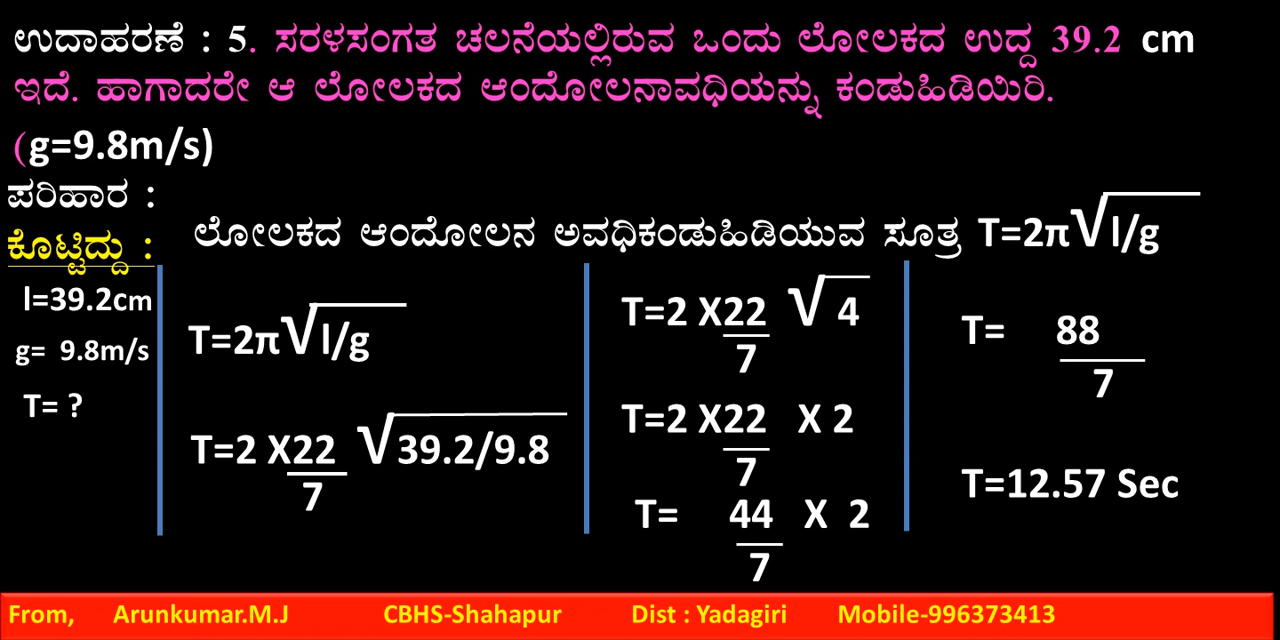 ಉದಾಹರಣೆ : 5. ಸರಳಸಂಗತ ಚಲನೆಯಲ್ಲಿರುವ ಒಂದು ಲೋಲಕದ ಉದ್ದ 39.2 cm
ಇದೆ. ಹಾಗಾದರೇ ಆ ಲೋಲಕದ ಆಂದೋಲನಾವಧಿಯನ್ನು ಕಂಡುಹಿಡಿಯಿರಿ.
(g=9.8m/s)
ಪರಿಹಾರ :
ಕೊಟ್ಟಿದ್ದು :
ಲೋಲಕದ ಆಂದೋಲನ ಅವಧಿಕಂಡುಹಿಡಿಯುವ ಸೂತ್ರ T=2π√l/g
l=39.2cm
g= 9.8m/s
T= ?
T=2π√l/g
T=2 X22 √39.2/9.8
7
T=2 X22 √4
7
T=2 X22 X 2
7
T= 44 X 2
7
T= 88
7
T=12.57 Sec
From, Arunkumar.M.J CBHS-Shahapur Dist : Yadagiri Mobile-996373413